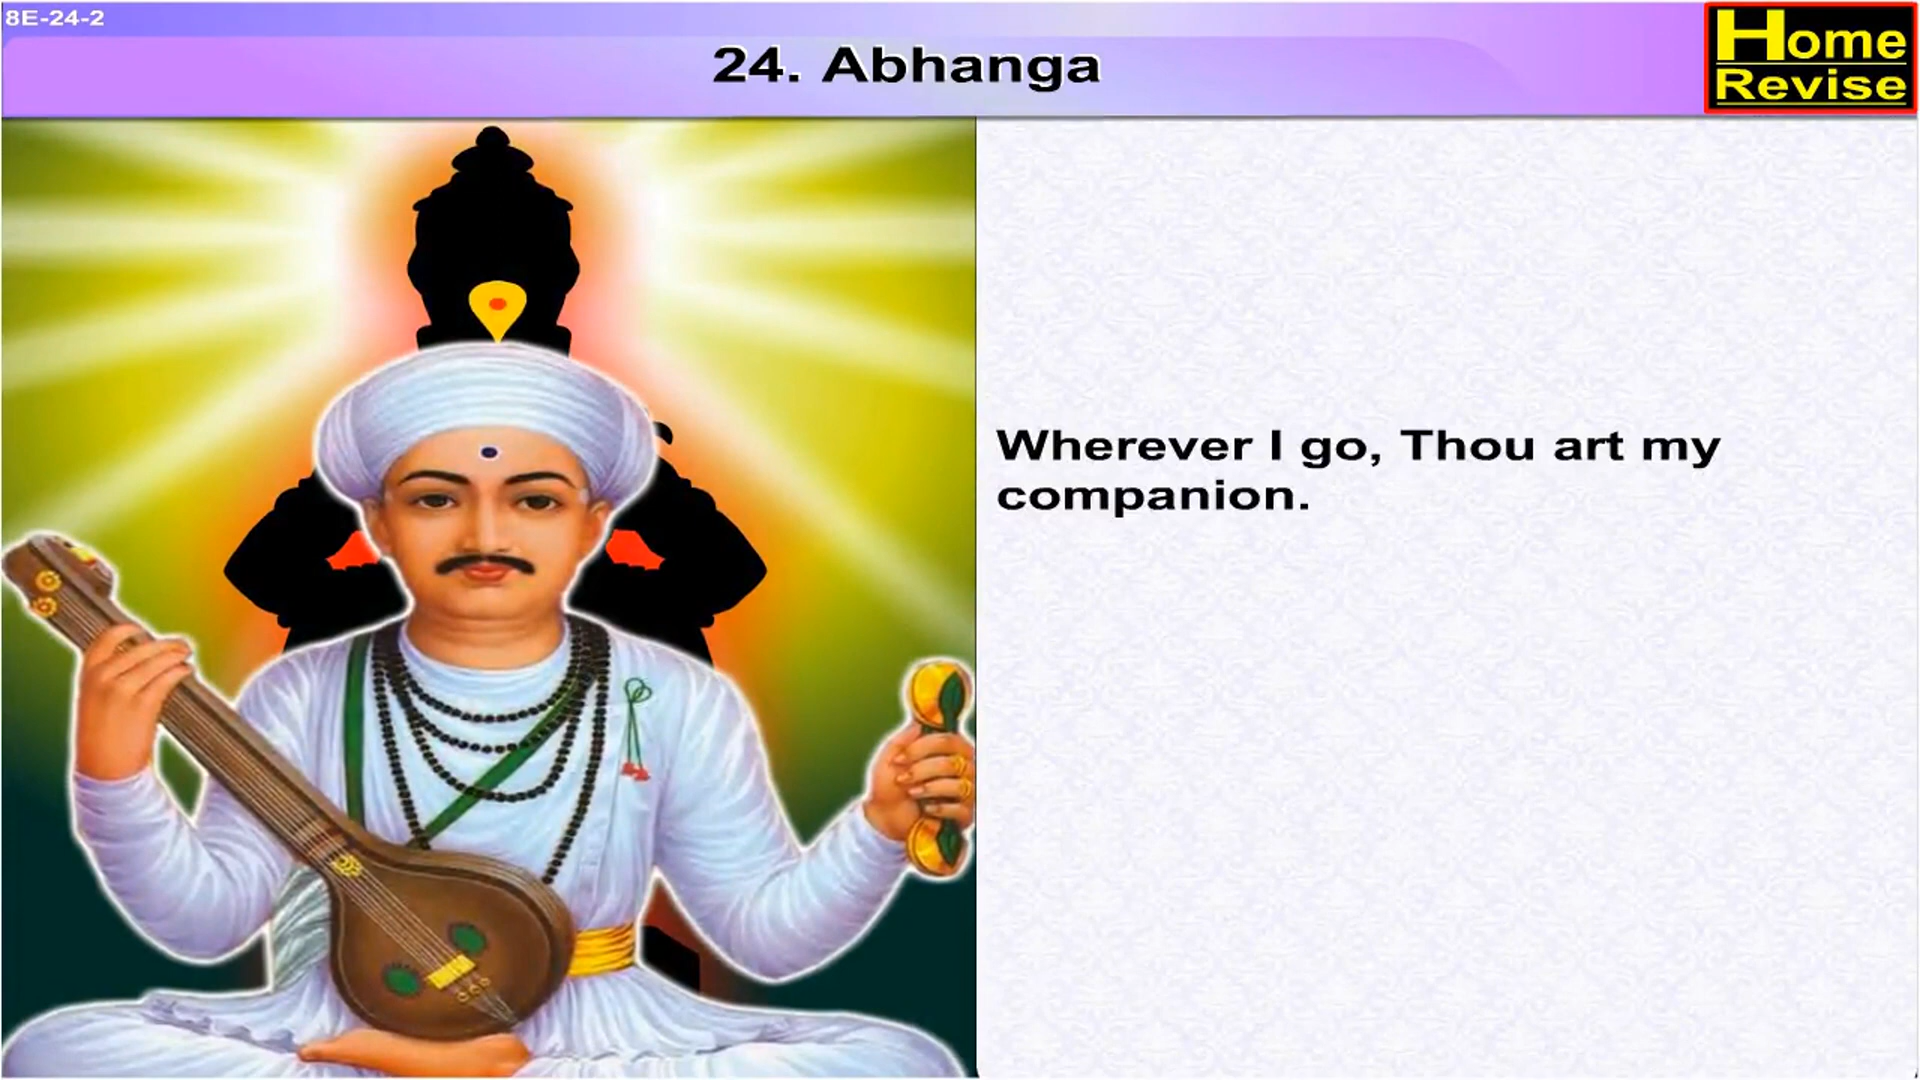 8E-24-2
24. Abhanga
Home
Revise
Wherever I go, Thou art my
companion.